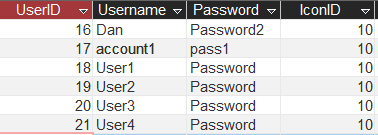 UserID Username Password IconID
16 Dan Password2 10
17 account1 pass1 10
18 User1 Password 10
19 User2 Password 10
20 User3 Password 10
21 User4 Password 10